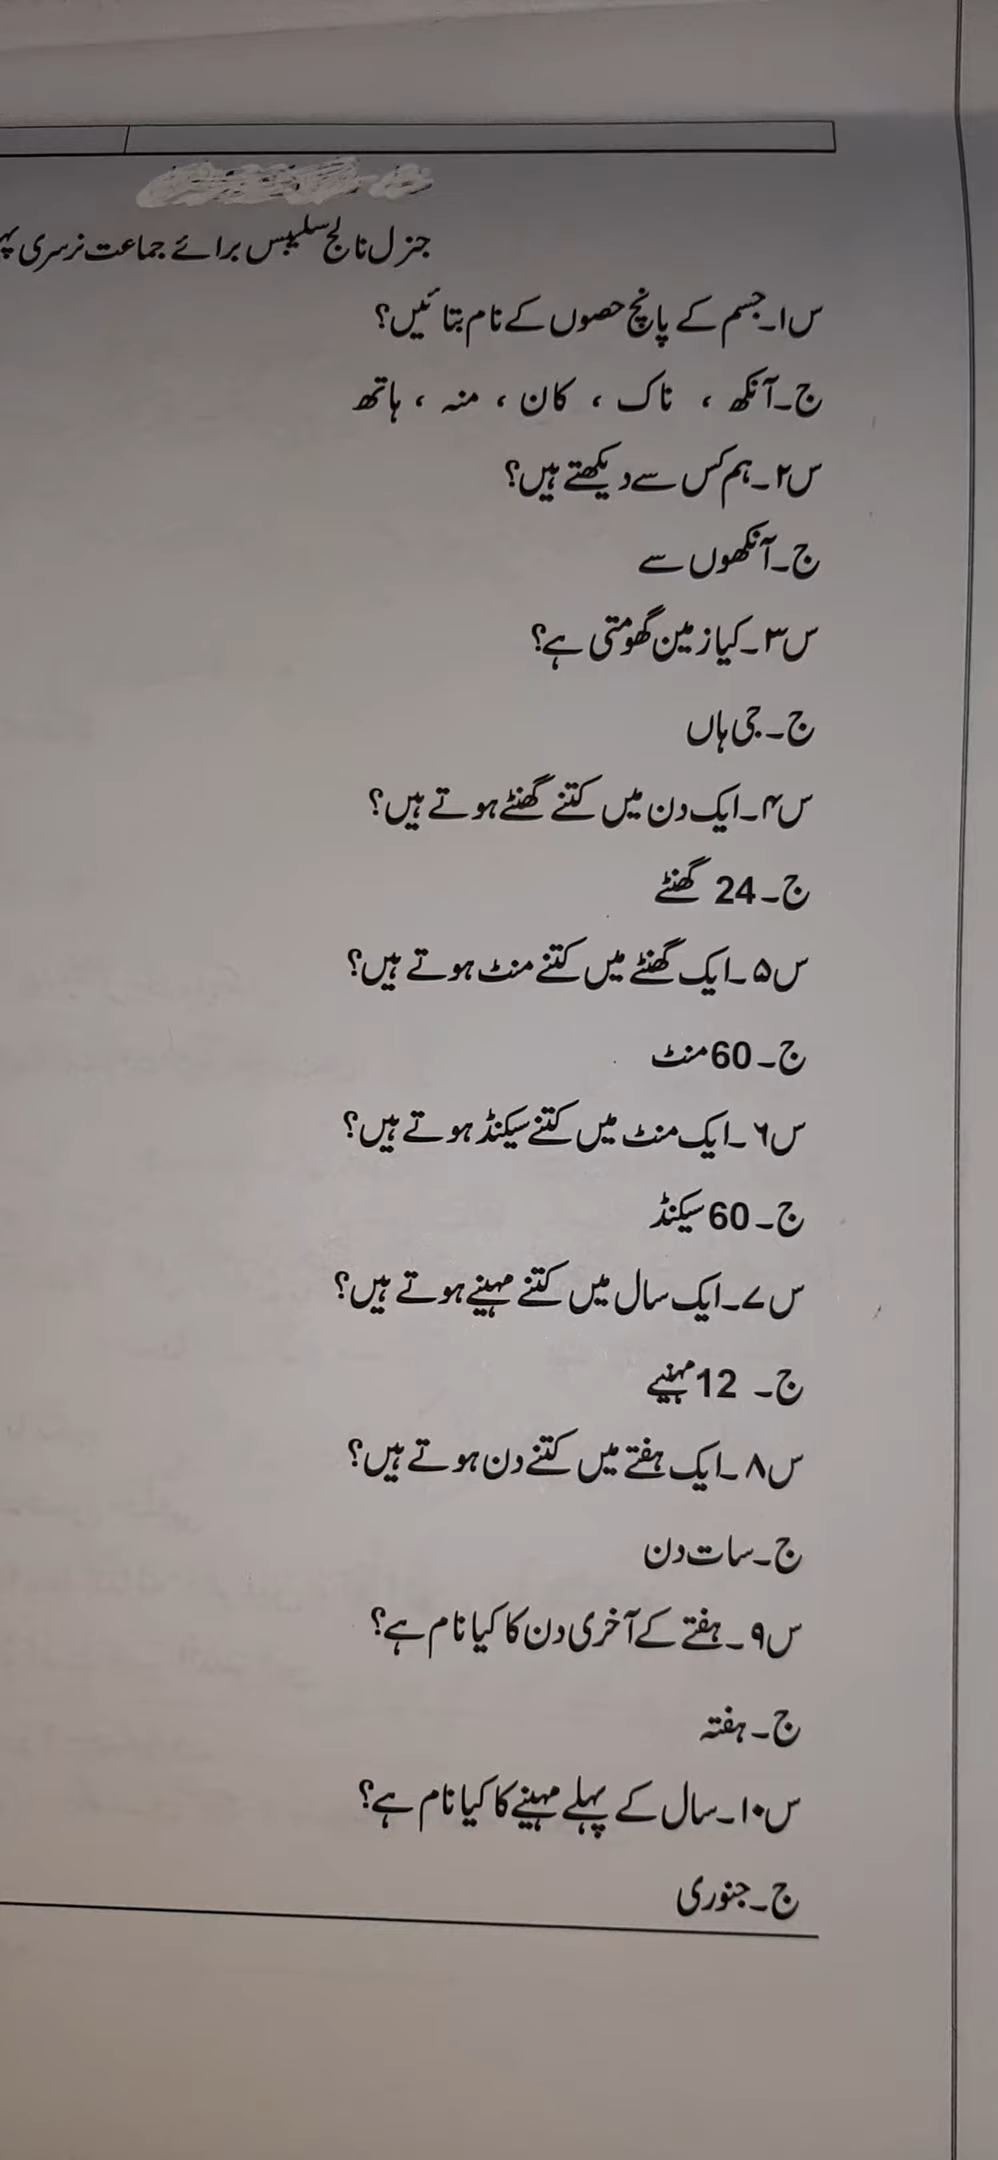 جنرل نالج سلیبس برائے جماعت نرسری
س۱۔جسم کے پانچ حصوں کے نام بتائیں؟
ج۔آنکھ ، ناک ، کان ، منہ ، ہاتھ
س۲۔ہم کس سے دیکھتے ہیں؟
ج۔آنکھوں سے
س۳۔کیا زمین گھومتی ہے؟
ج۔جی ہاں
س۴۔ایک دن میں کتنے گھنٹے ہوتے ہیں؟
ج۔24 گھنٹے
س۵۔ایک گھنٹے میں کتنے منٹ ہوتے ہیں؟
ج۔60 منٹ
س۶۔ایک منٹ میں کتنے سیکنڈ ہوتے ہیں؟
ج۔60 سیکنڈ
س۷۔ایک سال میں کتنے مہینے ہوتے ہیں؟
ج۔ 12 مہنیے
س۸۔ایک ہفتے میں کتنے دن ہوتے ہیں؟
ج۔سات دن
س۹۔ہفتے کے آخری دن کا کیا نام ہے؟
ج۔ہفتہ
س۱۰۔سال کے پہلے مہینے کا کیا نام ہے؟
ج۔جنوری